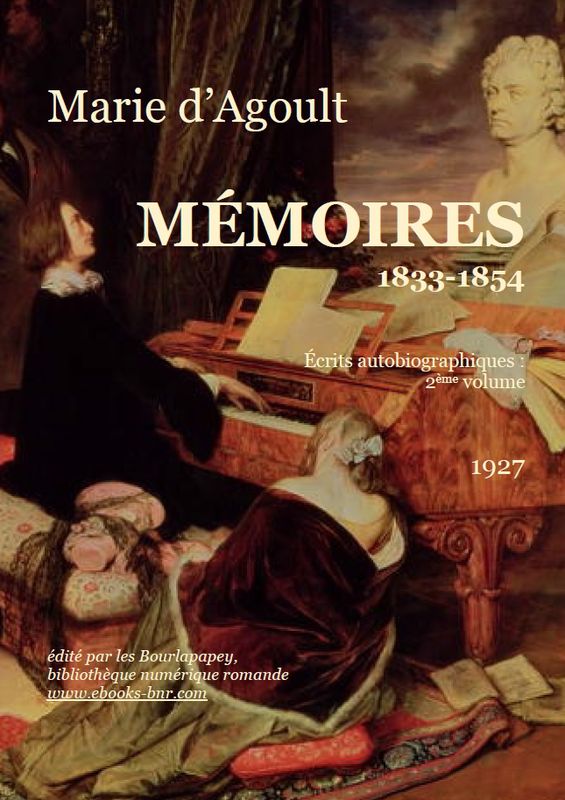 Marie d’Agoult
MÉMOIRES
1833-1854
Écrits autobiographiques :
2ème volume
1927
édité par les Bourlapapey,
bibliothèque numérique romande
www.ebooks-bnr.com